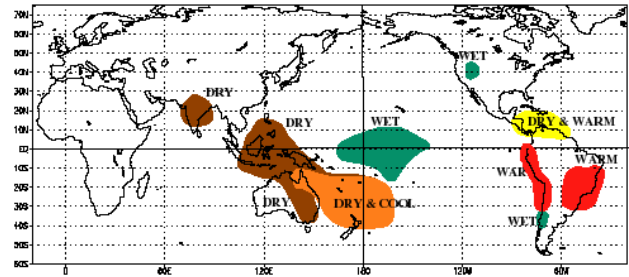 70N
60N
50N
40N
30N
20N
10N
EQ
10S
20S
30S
40S
50S
60S
WET
DRY
DRY
WET
DRY & WARM
WAR
WARM
DRY
DRY & COOL
WET
0
60E
120E
180
120W
60W